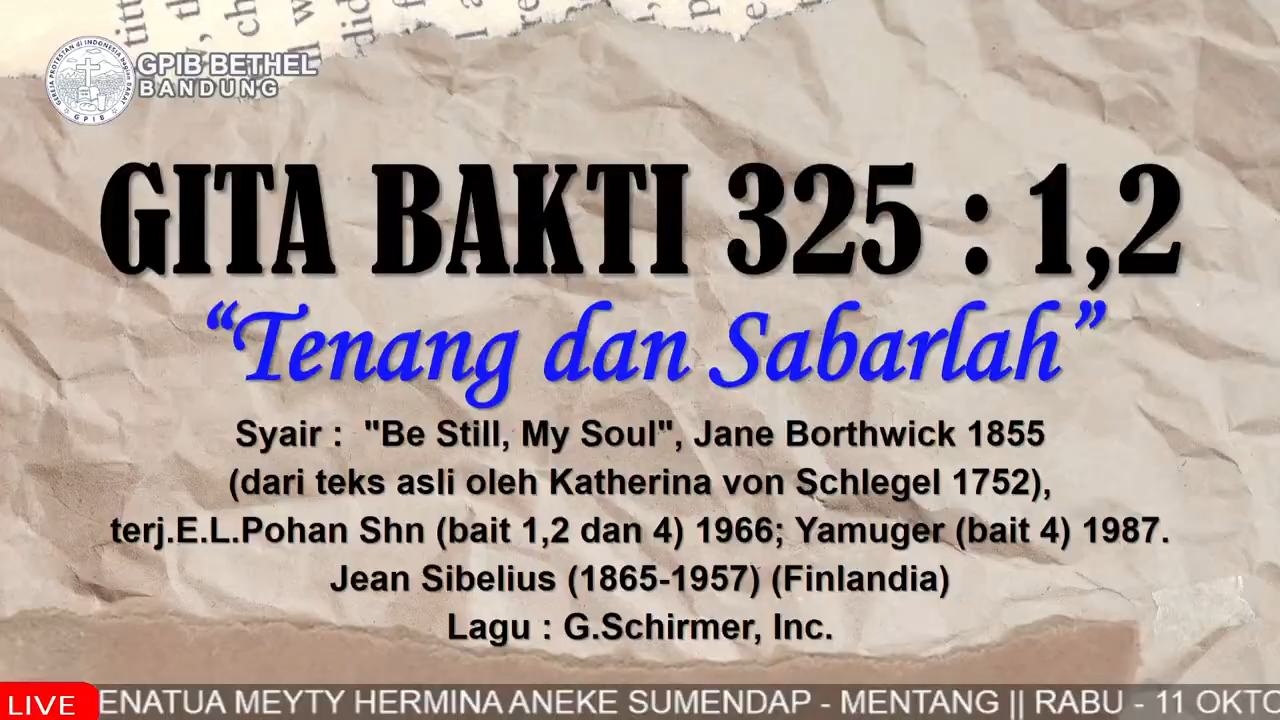 GPIB BETHEL
BANDUNG
GITA BAKTI 325 : 1,2
“Tenang dan Sabarlah”
Syair :  "Be Still, My Soul", Jane Borthwick 1855
(dari teks asli oleh Katherina von Schlegel 1752),
terj.E.L.Pohan Shn (bait 1,2 dan 4) 1966; Yamuger (bait 4) 1987.
Jean Sibelius (1865-1957) (Finlandia)
Lagu : G.Schirmer, Inc.
LIVE
ENATUA MEYTY HERMINA ANEKE SUMENDAP - MENTANG || RABU - 11 OKTO